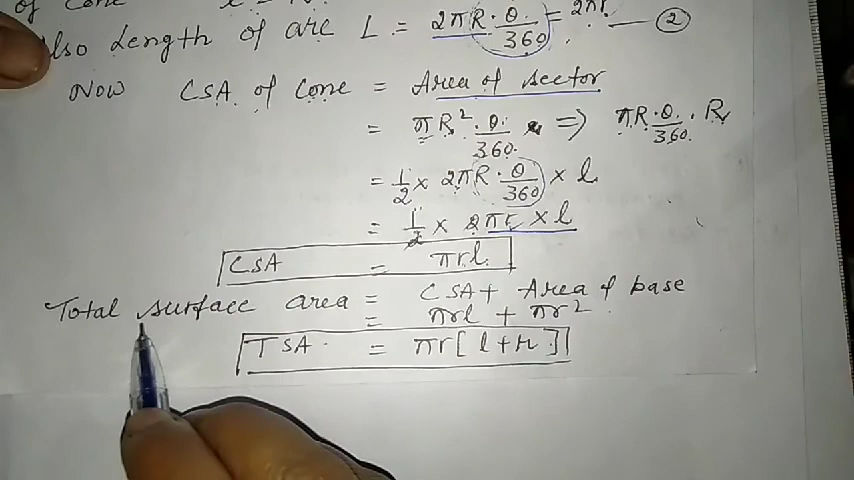 of Cone
Also Length of arc L = 2πR·θ/360 = 2πr. — ②
Now CSA of Cone = Area of sector
= πR²·θ/360 ⇒ πR·θ/360·R
= 1/2 × 2πR·θ/360 × l
= 1/2 × 2πr × l
CSA = πrl
Total surface area = CSA + Area of base
= πrl + πr²
TSA = πr[l+r]